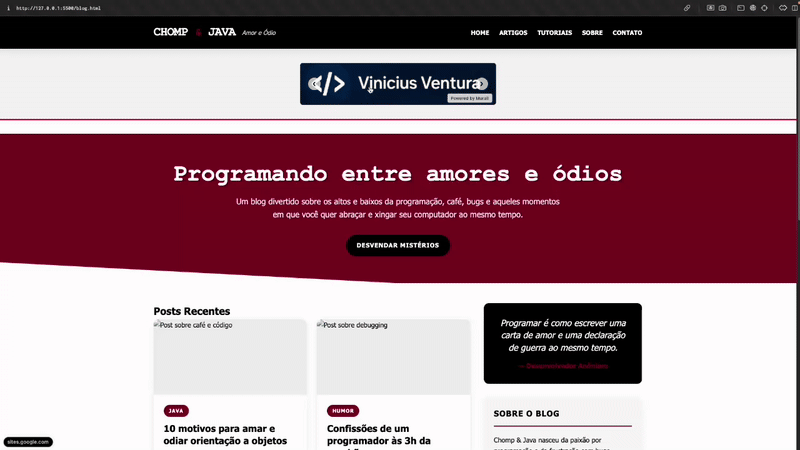 http://127.0.0.1:5500/blog.html
CHOMP & JAVA Amor e Ódio
HOME ARTIGOS TUTORIAIS SOBRE CONTATO
</> Vinicius Ventura
Powered by Mural9
Programando entre amores e ódios
Um blog divertido sobre os altos e baixos da programação, café, bugs e aqueles momentos
em que você quer abraçar e xingar seu computador ao mesmo tempo.
DESVENDAR MISTÉRIOS
Posts Recentes
Post sobre café e código
Post sobre debugging
JAVA
10 motivos para amar e
odiar orientação a objetos
HUMOR
Confissões de um
programador às 3h da
Programar é como escrever uma
carta de amor e uma declaração
de guerra ao mesmo tempo.
— Desenvolvedor Anônimo
SOBRE O BLOG
Chomp & Java nasceu da paixão por
sites.google.com